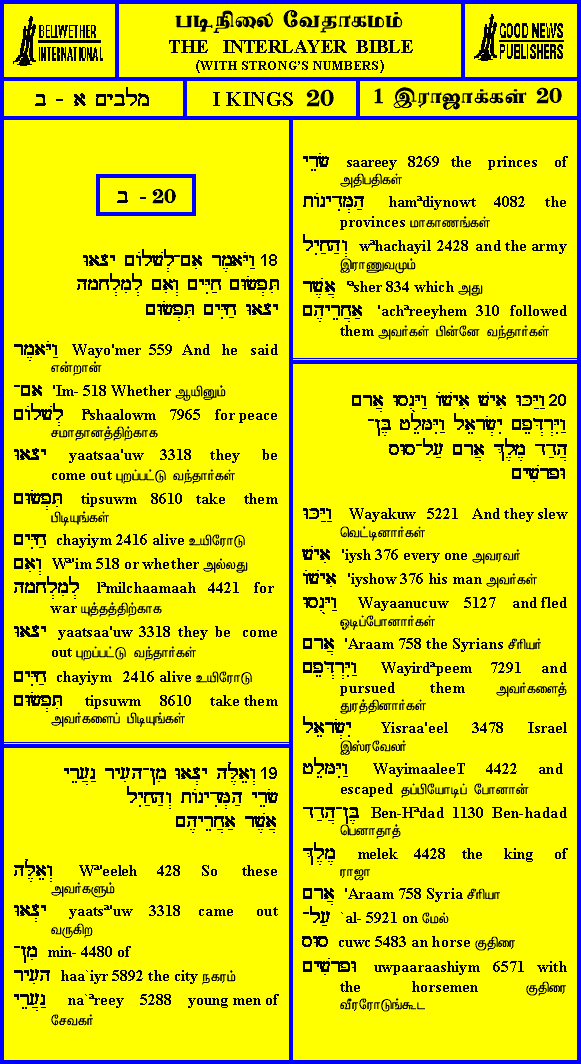 BELLWETHER
INTERNATIONAL
படிநிலை வேதாகமம்
THE INTERLAYER BIBLE
(WITH STRONG'S NUMBERS)
GOOD NEWS
PUBLISHERS
מלבים א - ב
I KINGS 20
1 இராஜாக்கள் 20
ב - 20
18 וַיֹּאמֶר אִם־לְשָׁלוֹם יָצָאוּ
תִּפְשׂוּם חַיִּים וְאִם לְמִלְחָמָה
יָצָאוּ חַיִּים תִּפְשׂוּם
וַיֹּאמֶר Wayo'mer 559 And he said
என்றான்
אִם־ 'Im- 518 Whether ஆயினும்
לְשָׁלוֹם lªshaalowm 7965 for peace
சமாதானத்திற்காக
יָצָאוּ yaatsaa'uw 3318 they be
come out புறப்பட்டு வந்தார்கள்
תִּפְשׂוּם tipsuwm 8610 take them
பிடியுங்கள்
חַיִּים chayiym 2416 alive உயிரோடு
וְאִם Wª'im 518 or whether அல்லது
לְמִלְחָמָה lªmilchaamaah 4421 for
war யுத்தத்திற்காக
יָצָאוּ yaatsaa'uw 3318 they be come
out புறப்பட்டு வந்தார்கள்
חַיִּים chayiym 2416 alive உயிரோடு
תִּפְשׂוּם tipsuwm 8610 take them
அவர்களைப் பிடியுங்கள்
19 וְאֵלֶּה יָצְאוּ מִן־הָעִיר נַעֲרֵי
שָׂרֵי הַמְּדִינוֹת וְהַחַיִל
אֲשֶׁר אַחֲרֵיהֶם
וְאֵלֶּה Wª'eeleh 428 So these
அவர்களும்
יָצְאוּ yaatsª'uw 3318 came out
வருகிற
מִן־ min- 4480 of
הָעִיר haa`iyr 5892 the city நகரம்
נַעֲרֵי na`ªreey 5288 young men of
சேவகர்
שָׂרֵי saareey 8269 the princes of
அதிபதிகள்
הַמְּדִינוֹת hamªdiynowt 4082 the
provinces மாகாணங்கள்
וְהַחַיִל wªhachayil 2428 and the army
இராணுவமும்
אֲשֶׁר ªsher 834 which அது
אַחֲרֵיהֶם 'achªreeyhem 310 followed
them அவர்கள் பின்னே வந்தார்கள்
20 וַיַּכּוּ אִישׁ אִישׁוֹ וַיָּנֻסוּ אֲרָם
וַיִּרְדְּפֵם יִשְׂרָאֵל וַיִּמָּלֵט בֶּן־
הֲדַד מֶלֶךְ אֲרָם עַל־סוּס
וּפָרָשִׁים
וַיַּכּוּ Wayakuw 5221 And they slew
வெட்டினார்கள்
אִישׁ 'iysh 376 every one அவரவர்
אִישׁוֹ 'iyshow 376 his man அவர்கள்
וַיָּנֻסוּ Wayaanucuw 5127 and fled
ஓடிப்போனார்கள்
אֲרָם 'Araam 758 the Syrians சீரியர்
וַיִּרְדְּפֵם Wayirdªpeem 7291 and
pursued them அவர்களைத்
துரத்தினார்கள்
יִשְׂרָאֵל Yisraa'eel 3478 Israel
இஸ்ரவேலர்
וַיִּמָּלֵט WayimaaleeT 4422 and
escaped தப்பியோடிப் போனான்
בֶּן־הֲדַד Ben-Hªdad 1130 Ben-hadad
பெனாதாத்
מֶלֶךְ melek 4428 the king of
ராஜா
אֲרָם 'Araam 758 Syria சீரியா
עַל־ `al- 5921 on மேல்
סוּס cuwc 5483 an horse குதிரை
וּפָרָשִׁים uwpaaraashiym 6571 with
the horsemen குதிரை
வீரரோடுங்கூட